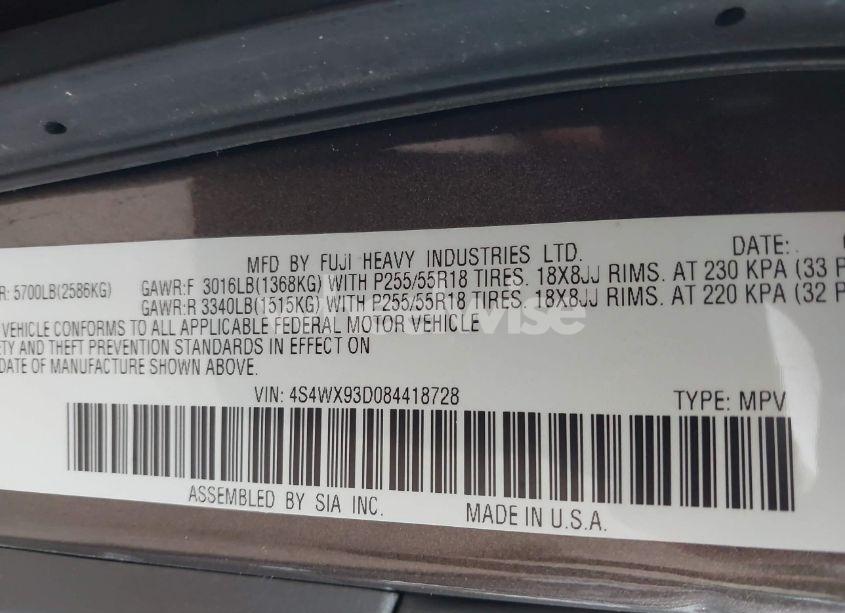 MFD BY FUJI HEAVY INDUSTRIES LTD. DATE:
R: 5700LB(2586KG) GAWR:F 3016LB(1368KG) WITH P255/55R18 TIRES. 18X8JJ RIMS. AT 230 KPA (33 P
GAWR:R 3340LB(1515KG) WITH P255/55R18 TIRES. 18X8JJ RIMS. AT 220 KPA (32 P
VEHICLE CONFORMS TO ALL APPLICABLE FEDERAL MOTOR VEHICLE
ETY AND THEFT PREVENTION STANDARDS IN EFFECT ON
DATE OF MANUFACTURE SHOWN ABOVE.
VIN: 4S4WX93D084418728 TYPE: MPV
ASSEMBLED BY SIA INC. MADE IN U.S.A.